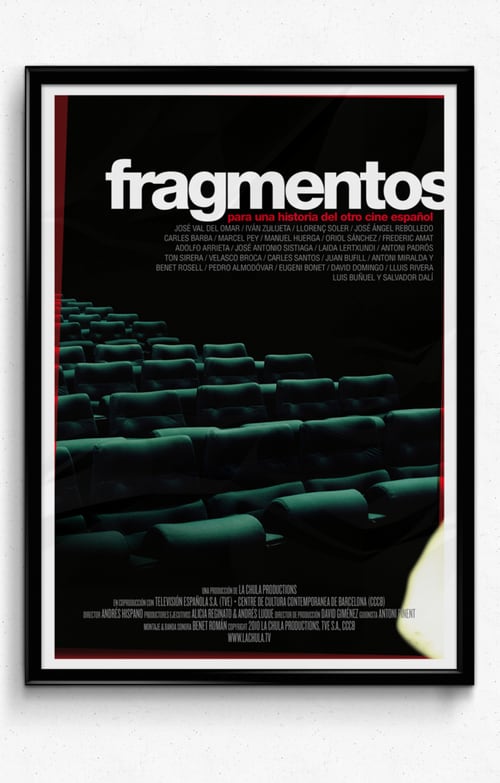 fragmentos
para una historia del otro cine español
JOSÉ VAL DEL OMAR / IVÁN ZULUETA / LLORENÇ SOLER / JOSÉ ÁNGEL REBOLLEDO
CARLES BARBA / MARCEL PEY / MANUEL HUERGA / ORIOL SÁNCHEZ / FREDERIC AMAT
ADOLFO ARRIETA / JOSÉ ANTONIO SISTIAGA / LAIDA LERTXUNDI / ANTONI PADRÓS
TON SIRERA / VELASCO BROCA / CARLES SANTOS / JUAN BUFILL / ANTONI MIRALDA Y
BENET ROSELL / PEDRO ALMODÓVAR / EUGENI BONET / DAVID DOMINGO / LLUIS RIVERA
LUIS BUÑUEL Y SALVADOR DALÍ
UNA PRODUCCIÓN DE LA CHULA PRODUCTIONS
EN COPRODUCCIÓN CON TELEVISIÓN ESPAÑOLA S.A. (TVE) + CENTRE DE CULTURA CONTEMPORANEA DE BARCELONA (CCCB)
DIRECTOR ANDRÉS HISPANO PRODUCTORES EJECUTIVOS ALICIA REGINATO & ANDRÉS LUQUE DIRECTOR DE PRODUCCIÓN DAVID GIMÉNEZ GUIONISTA ANTONI
MONTAJE & BANDA SONORA BENET ROMÁN COPYRIGHT 2010 LA CHULA PRODUCTIONS, TVE S.A., CCCB
WWW.LACHULA.TV